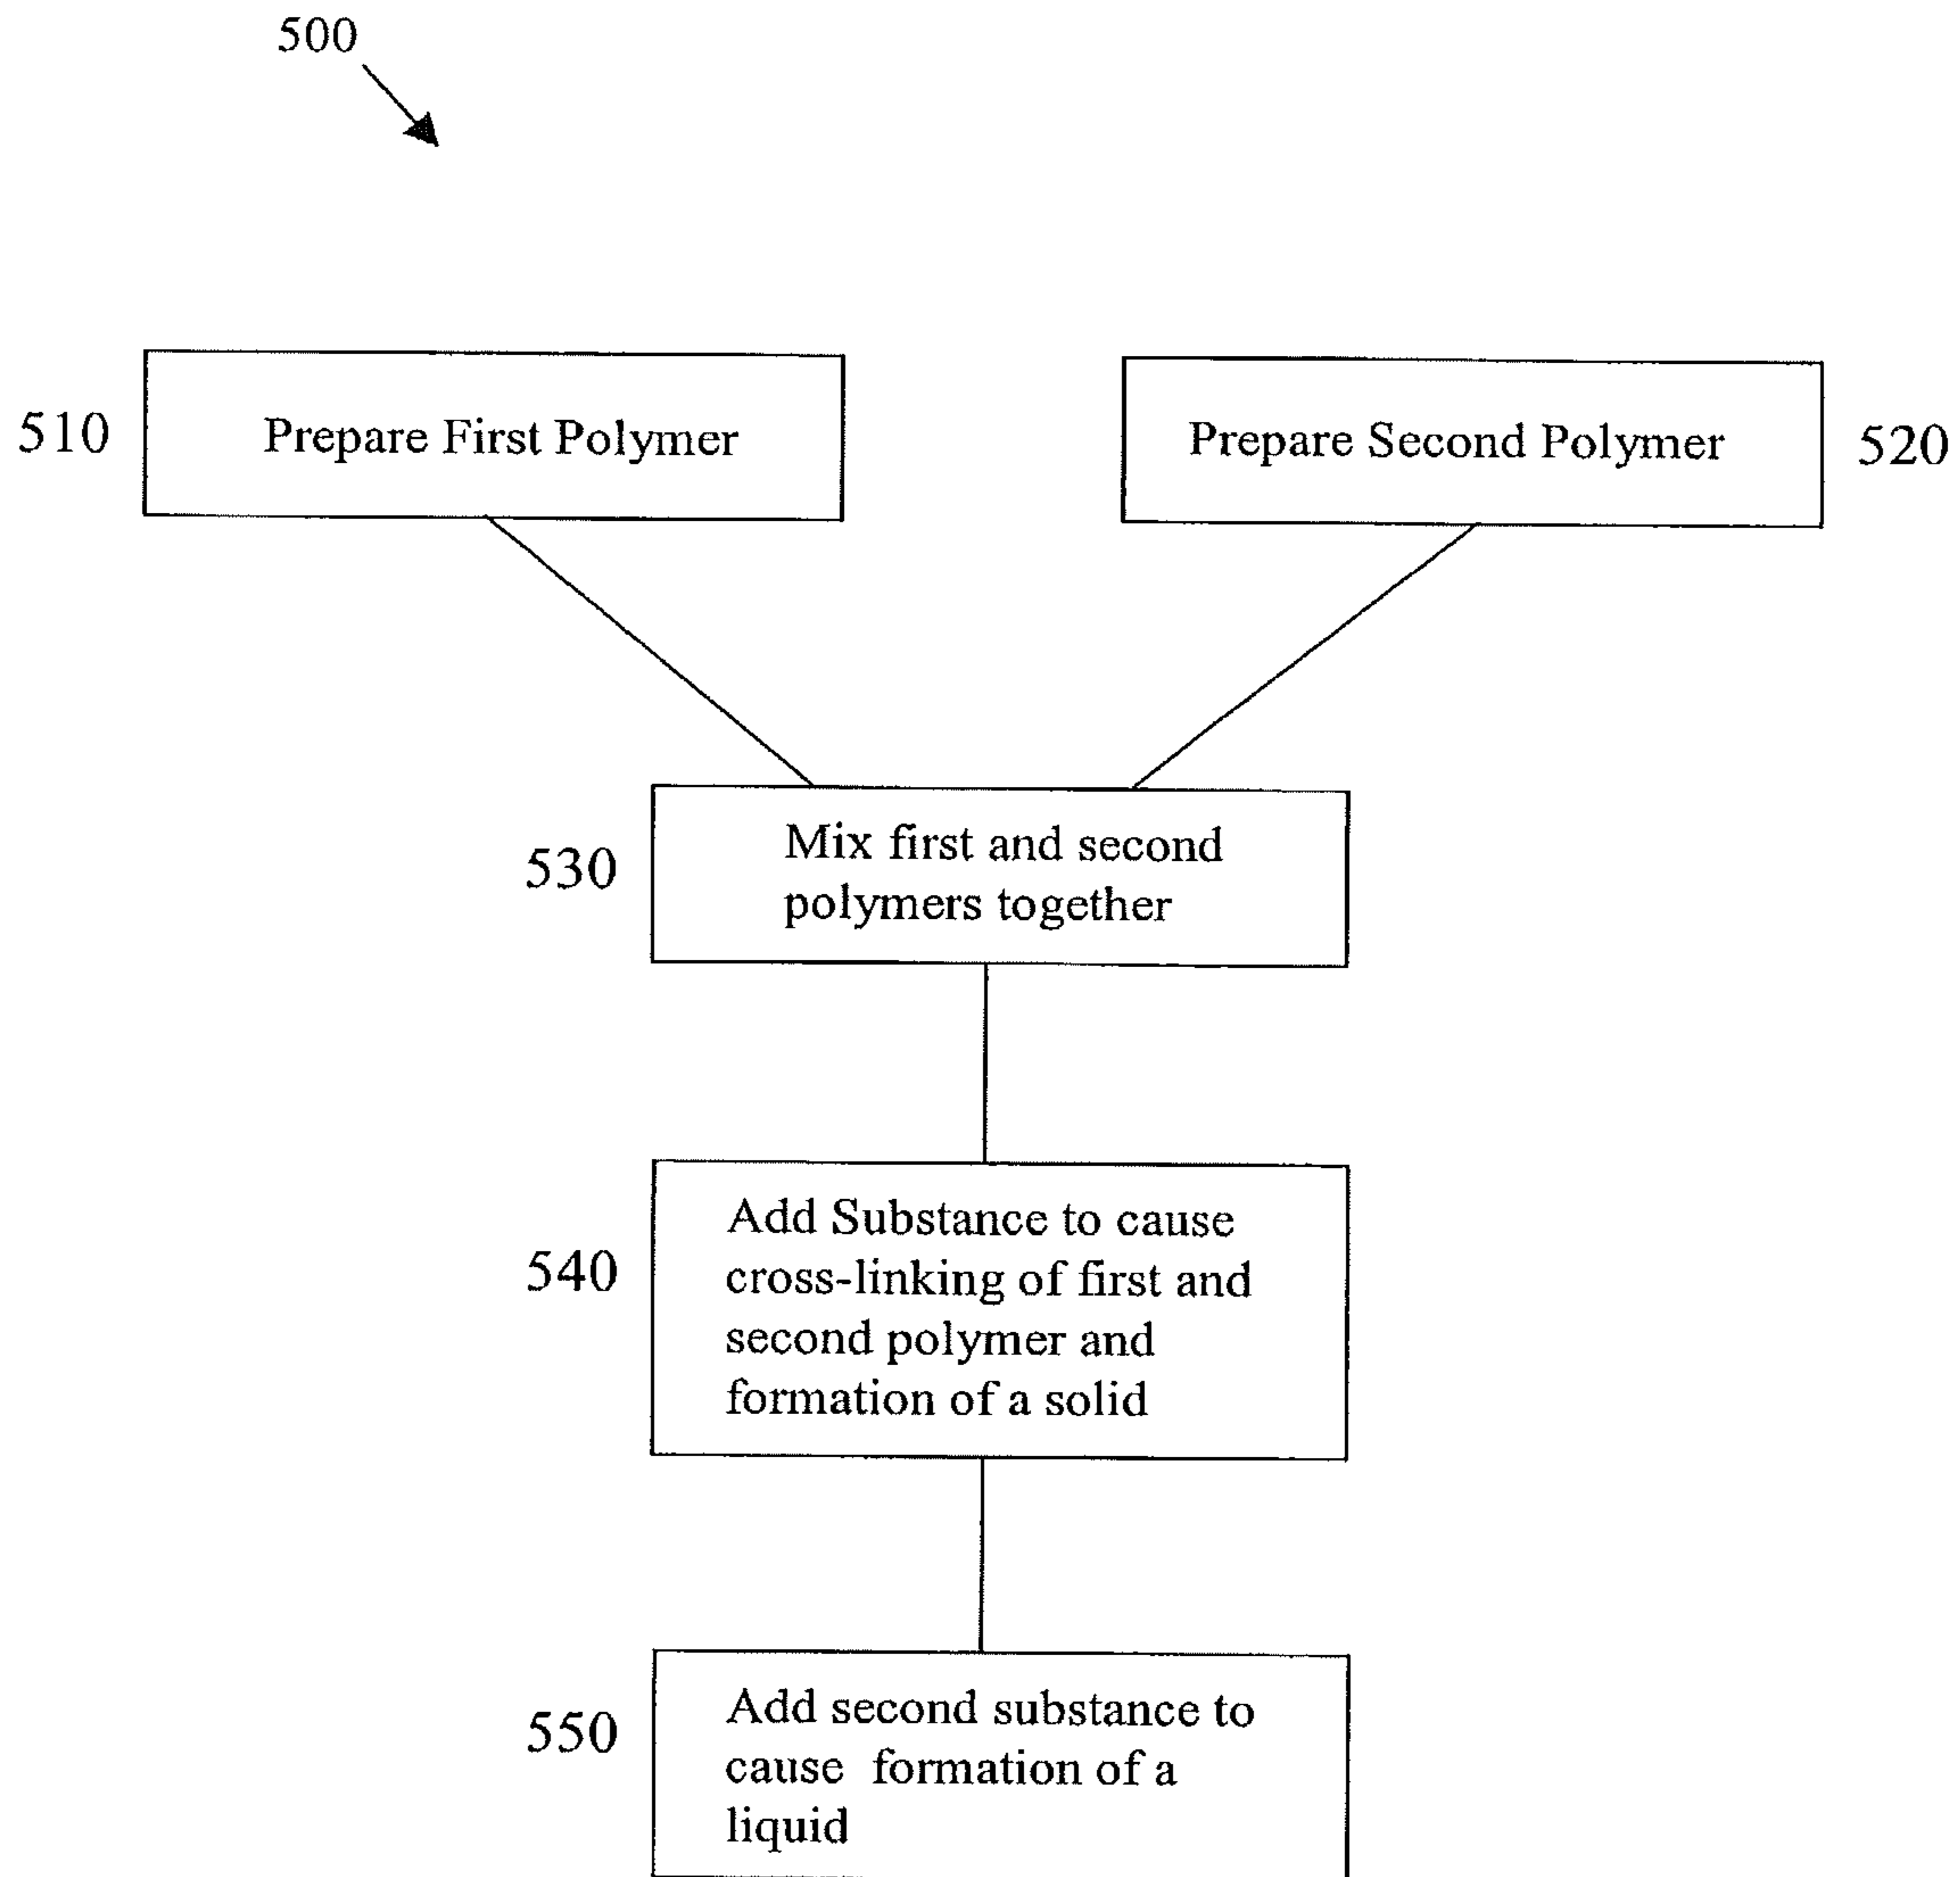 500
510
Prepare First Polymer
Prepare Second Polymer
520
530
Mix first and second
polymers together
540
Add Substance to cause
cross-linking of first and
second polymer and
formation of a solid
550
Add second substance to
cause formation of a
liquid